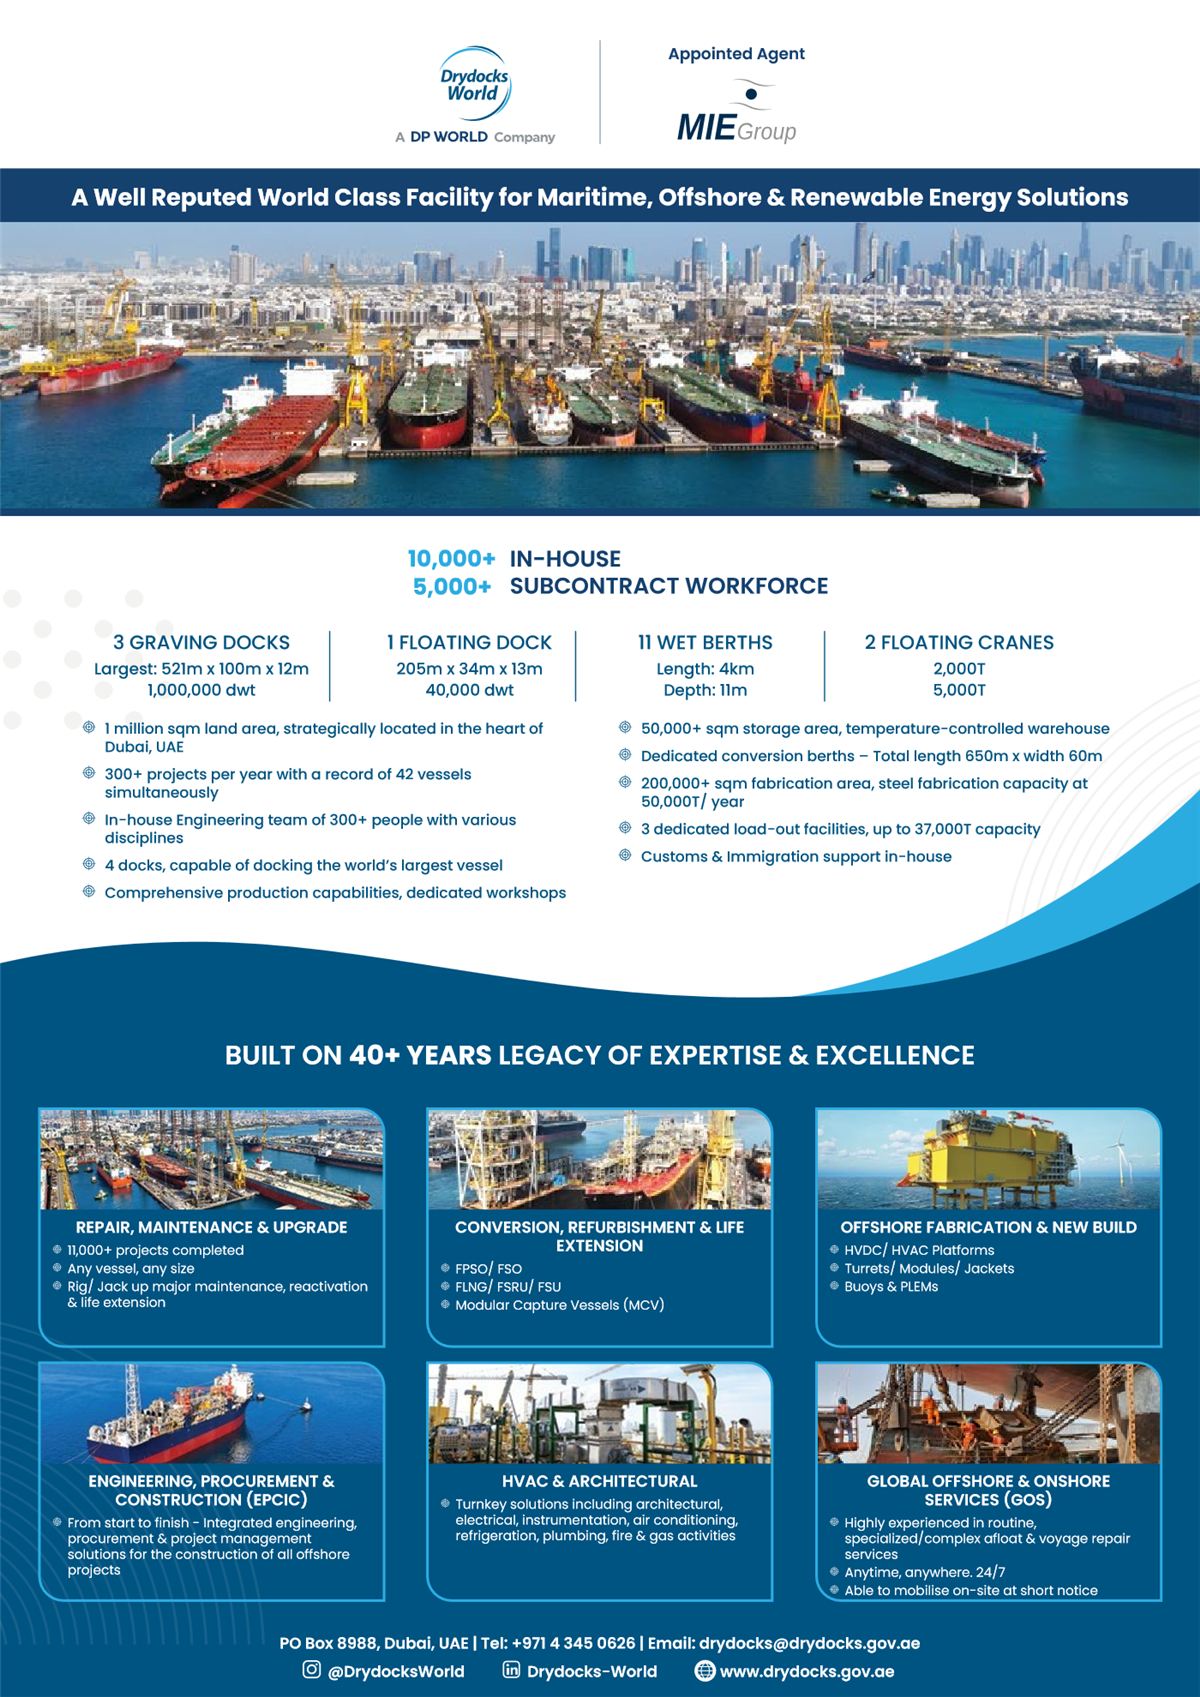 Drydocks
World
A DP WORLD Company
Appointed Agent
MIE Group
A Well Reputed World Class Facility for Maritime, Offshore & Renewable Energy Solutions
10,000+ IN-HOUSE
5,000+ SUBCONTRACT WORKFORCE
3 GRAVING DOCKS
Largest: 521m x 100m x 12m
1,000,000 dwt
1 FLOATING DOCK
205m x 34m x 13m
40,000 dwt
11 WET BERTHS
Length: 4km
Depth: 11m
2 FLOATING CRANES
2,000T
5,000T
1 million sqm land area, strategically located in the heart of
Dubai, UAE
300+ projects per year with a record of 42 vessels
simultaneously
In-house Engineering team of 300+ people with various
disciplines
4 docks, capable of docking the world's largest vessel
Comprehensive production capabilities, dedicated workshops
50,000+ sqm storage area, temperature-controlled warehouse
Dedicated conversion berths – Total length 650m x width 60m
200,000+ sqm fabrication area, steel fabrication capacity at
50,000T/ year
3 dedicated load-out facilities, up to 37,000T capacity
Customs & Immigration support in-house
BUILT ON 40+ YEARS LEGACY OF EXPERTISE & EXCELLENCE
REPAIR, MAINTENANCE & UPGRADE
11,000+ projects completed
Any vessel, any size
Rig/ Jack up major maintenance, reactivation
& life extension
CONVERSION, REFURBISHMENT & LIFE
EXTENSION
FPSO/ FSO
FLNG/ FSRU/ FSU
Modular Capture Vessels (MCV)
OFFSHORE FABRICATION & NEW BUILD
HVDC/ HVAC Platforms
Turrets/ Modules/ Jackets
Buoys & PLEMs
ENGINEERING, PROCUREMENT &
CONSTRUCTION (EPCIC)
From start to finish - Integrated engineering,
procurement & project management
solutions for the construction of all offshore
projects
HVAC & ARCHITECTURAL
Turnkey solutions including architectural,
electrical, instrumentation, air conditioning,
refrigeration, plumbing, fire & gas activities
GLOBAL OFFSHORE & ONSHORE
SERVICES (GOS)
Highly experienced in routine,
specialized/complex afloat & voyage repair
services
Anytime, anywhere. 24/7
Able to mobilise on-site at short notice
PO Box 8988, Dubai, UAE | Tel: +971 4 345 0626 | Email: drydocks@drydocks.gov.ae
@DrydocksWorld Drydocks-World www.drydocks.gov.ae